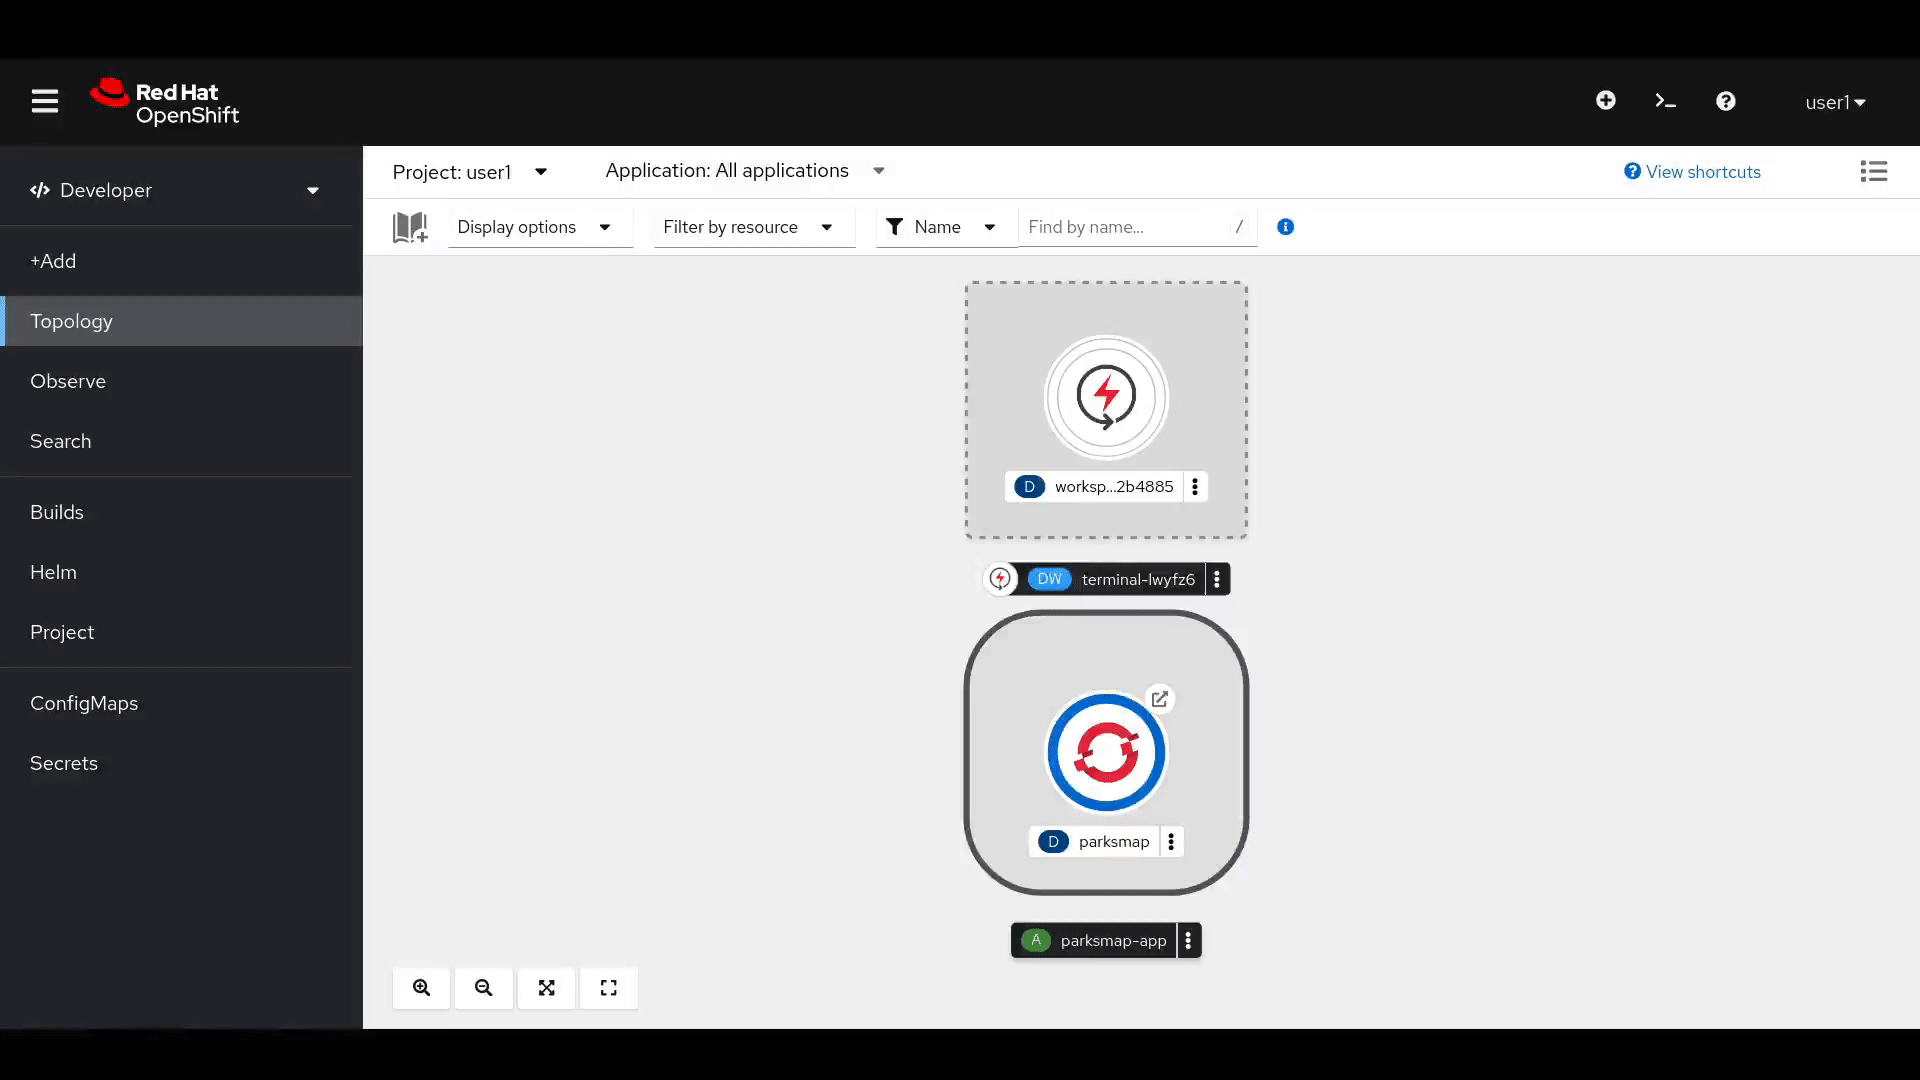 Red Hat
OpenShift
user1
Developer
+Add
Topology
Observe
Search
Builds
Helm
Project
ConfigMaps
Secrets
Project: user1
Application: All applications
View shortcuts
Display options
Filter by resource
Name
Find by name...
/
D worksp...2b4885
DW terminal-lwyfz6
D parksmap
A parksmap-app